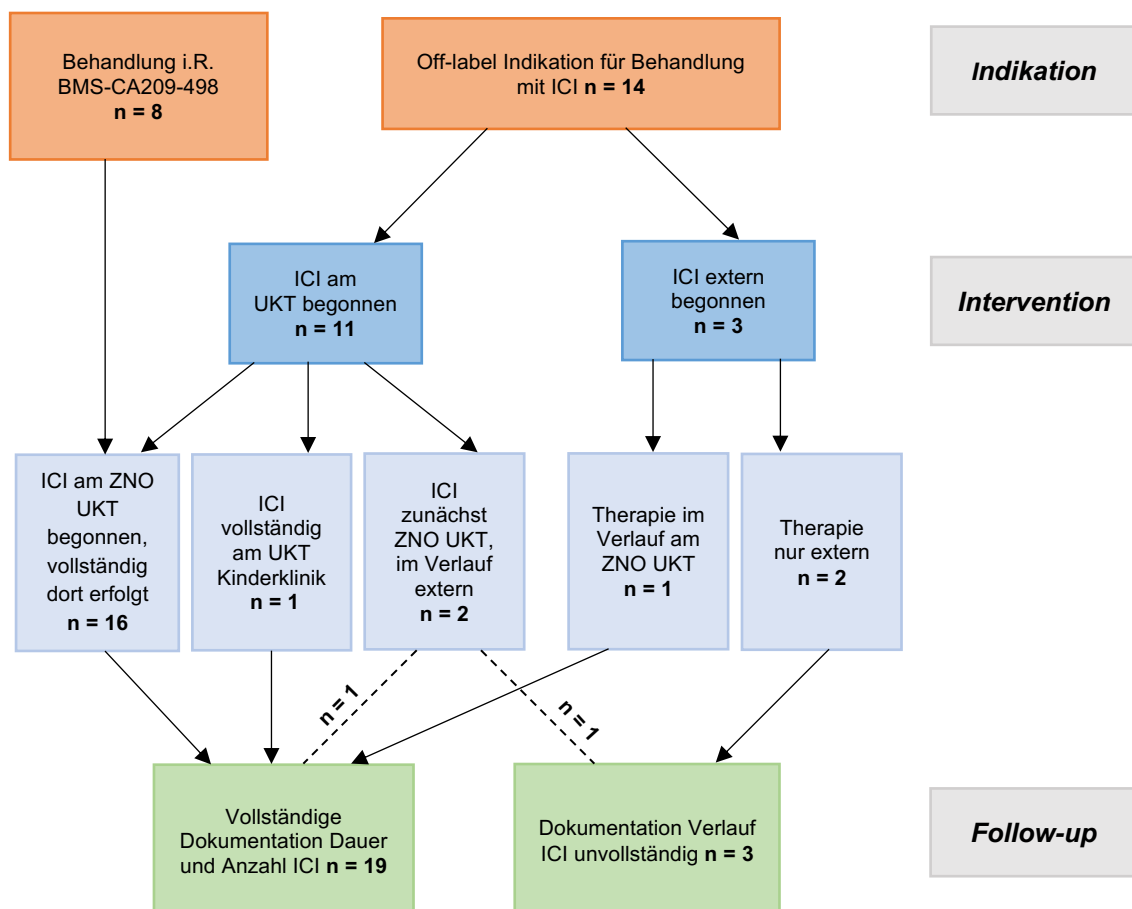 Behandlung i.R.
BMS-CA209-498
n = 8
Off-label Indikation für Behandlung
mit ICI n = 14
Indikation
ICI am
UKT begonnen
n = 11
ICI extern
begonnen
n = 3
Intervention
ICI am ZNO
UKT
begonnen,
vollständig
dort erfolgt
n = 16
ICI
vollständig
am UKT
Kinderklinik
n = 1
ICI
zunächst
ZNO UKT,
im Verlauf
extern
n = 2
Therapie im
Verlauf am
ZNO UKT
n = 1
Therapie
nur extern
n = 2
n = 1
n = 1
Vollständige
Dokumentation Dauer
und Anzahl ICI n = 19
Dokumentation Verlauf
ICI unvollständig n = 3
Follow-up